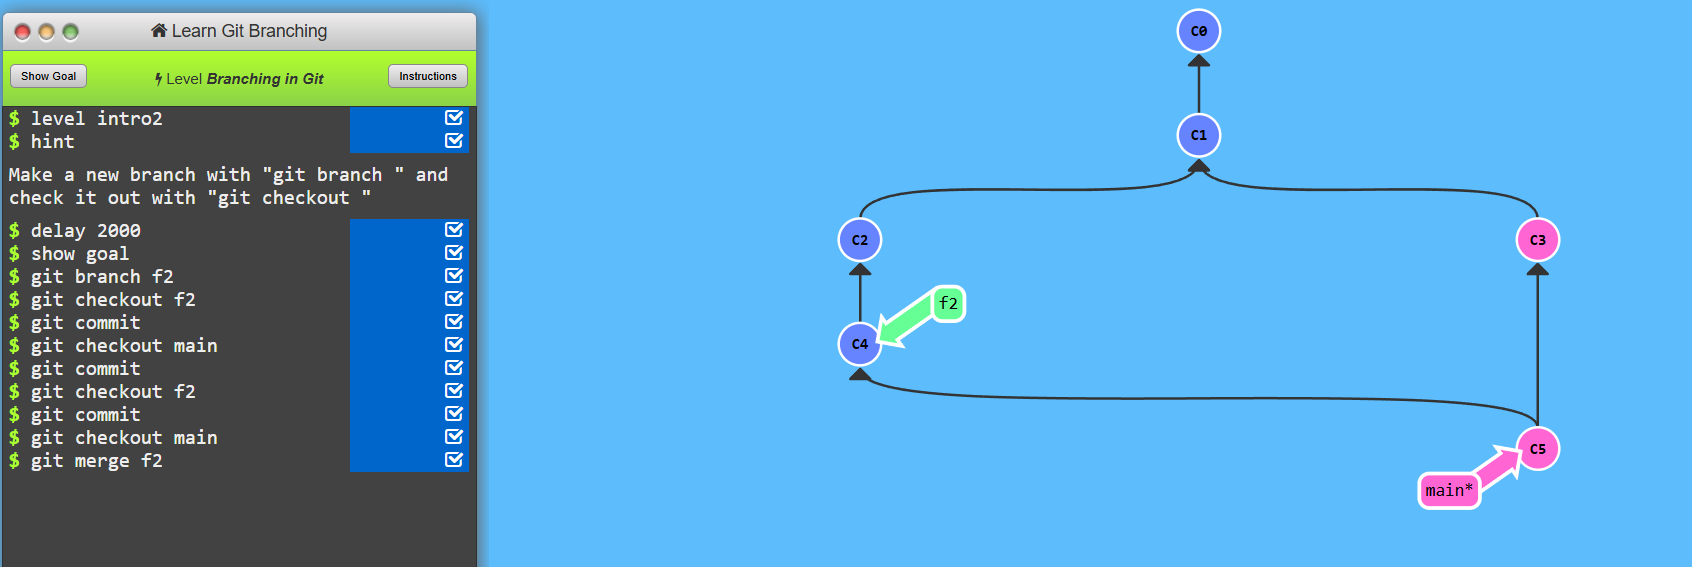 Learn Git Branching
Show Goal
Level Branching in Git
Instructions
$ level intro2
$ hint
Make a new branch with "git branch " and
check it out with "git checkout "
$ delay 2000
$ show goal
$ git branch f2
$ git checkout f2
$ git commit
$ git checkout main
$ git commit
$ git checkout f2
$ git commit
$ git checkout main
$ git merge f2
C0
C1
C2
C3
f2
C4
C5
main*